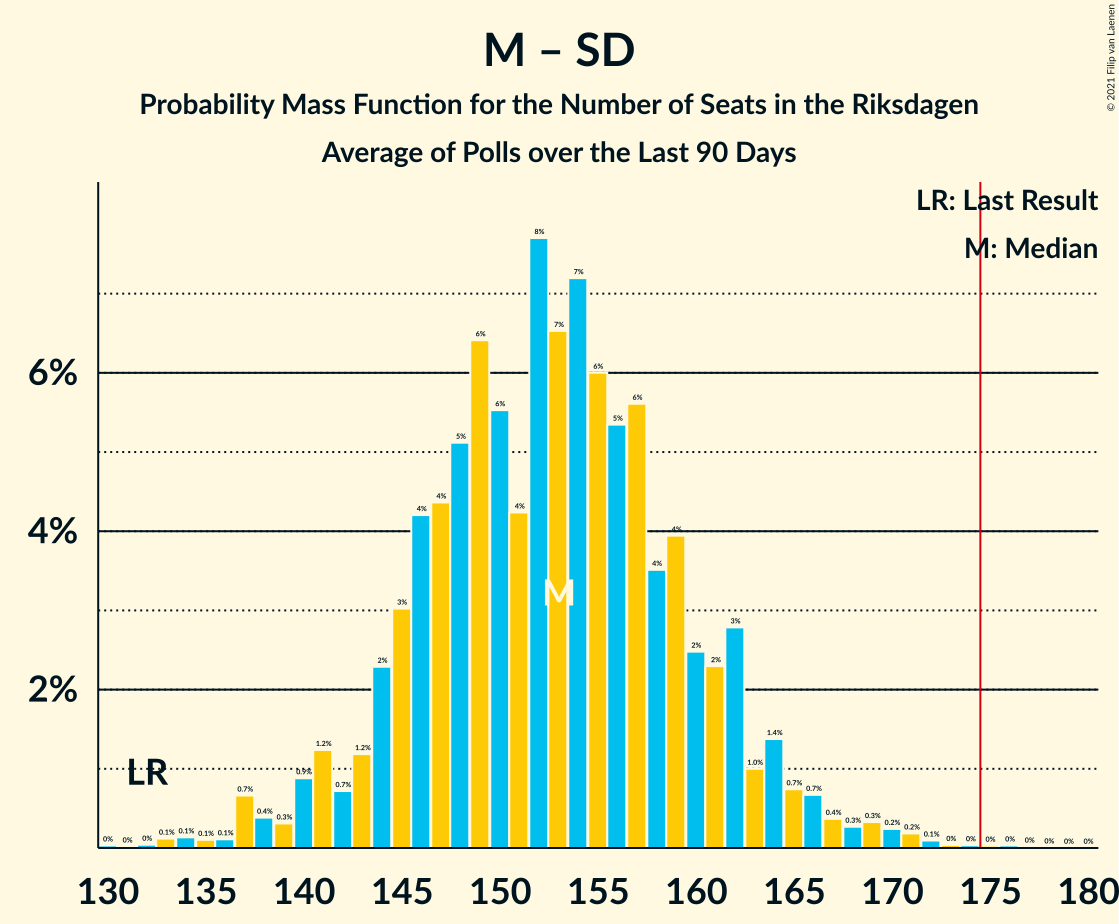 M – SD
Probability Mass Function for the Number of Seats in the Riksdagen
Average of Polls over the Last 90 Days
© 2021 Filip van Laenen
LR: Last Result
M: Median
6%
4%
2%
0% 0% 0% 0.1% 0.1% 0.1% 0.1% 0.7% 0.4% 0.3% 0.9% 1.2% 0.7% 1.2% 2% 3% 4% 4% 5% 6% 6% 4% 8% 7% 7% 6% 5% 6% 4% 4% 2% 2% 3% 1.0% 1.4% 0.7% 0.7% 0.4% 0.3% 0.3% 0.2% 0.2% 0.1% 0% 0% 0% 0% 0% 0% 0% 0%
M
LR
130 135 140 145 150 155 160 165 170 175 180